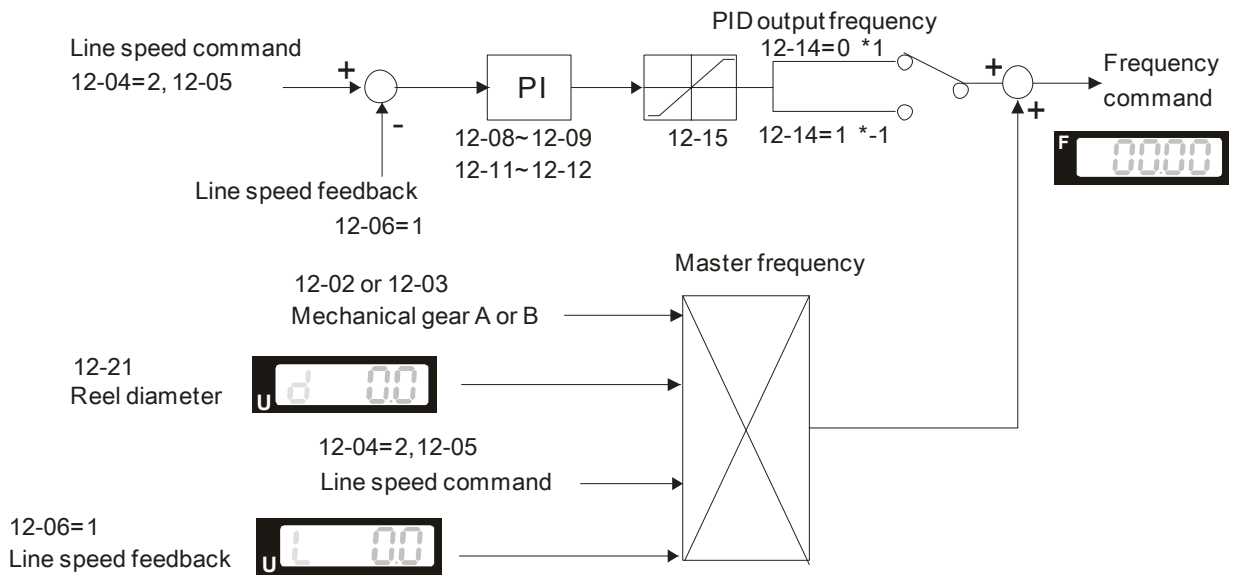 PID output frequency
Line speed command
12-04=2, 12-05
+
-
PI
12-08~12-09
12-11~12-12
12-15
12-14=0 *1
12-14=1 *-1
+
+
Frequency
command
F 00.00
Line speed feedback
12-06=1
Master frequency
12-02 or 12-03
Mechanical gear A or B
12-21
Reel diameter
U d 0.0
12-04=2, 12-05
Line speed command
12-06=1
Line speed feedback
U L 0.0